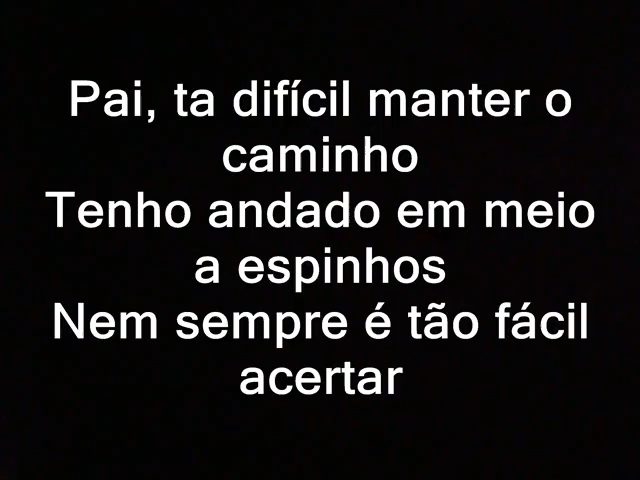 Pai, ta difícil manter o
caminho
Tenho andado em meio
a espinhos
Nem sempre é tão fácil
acertar